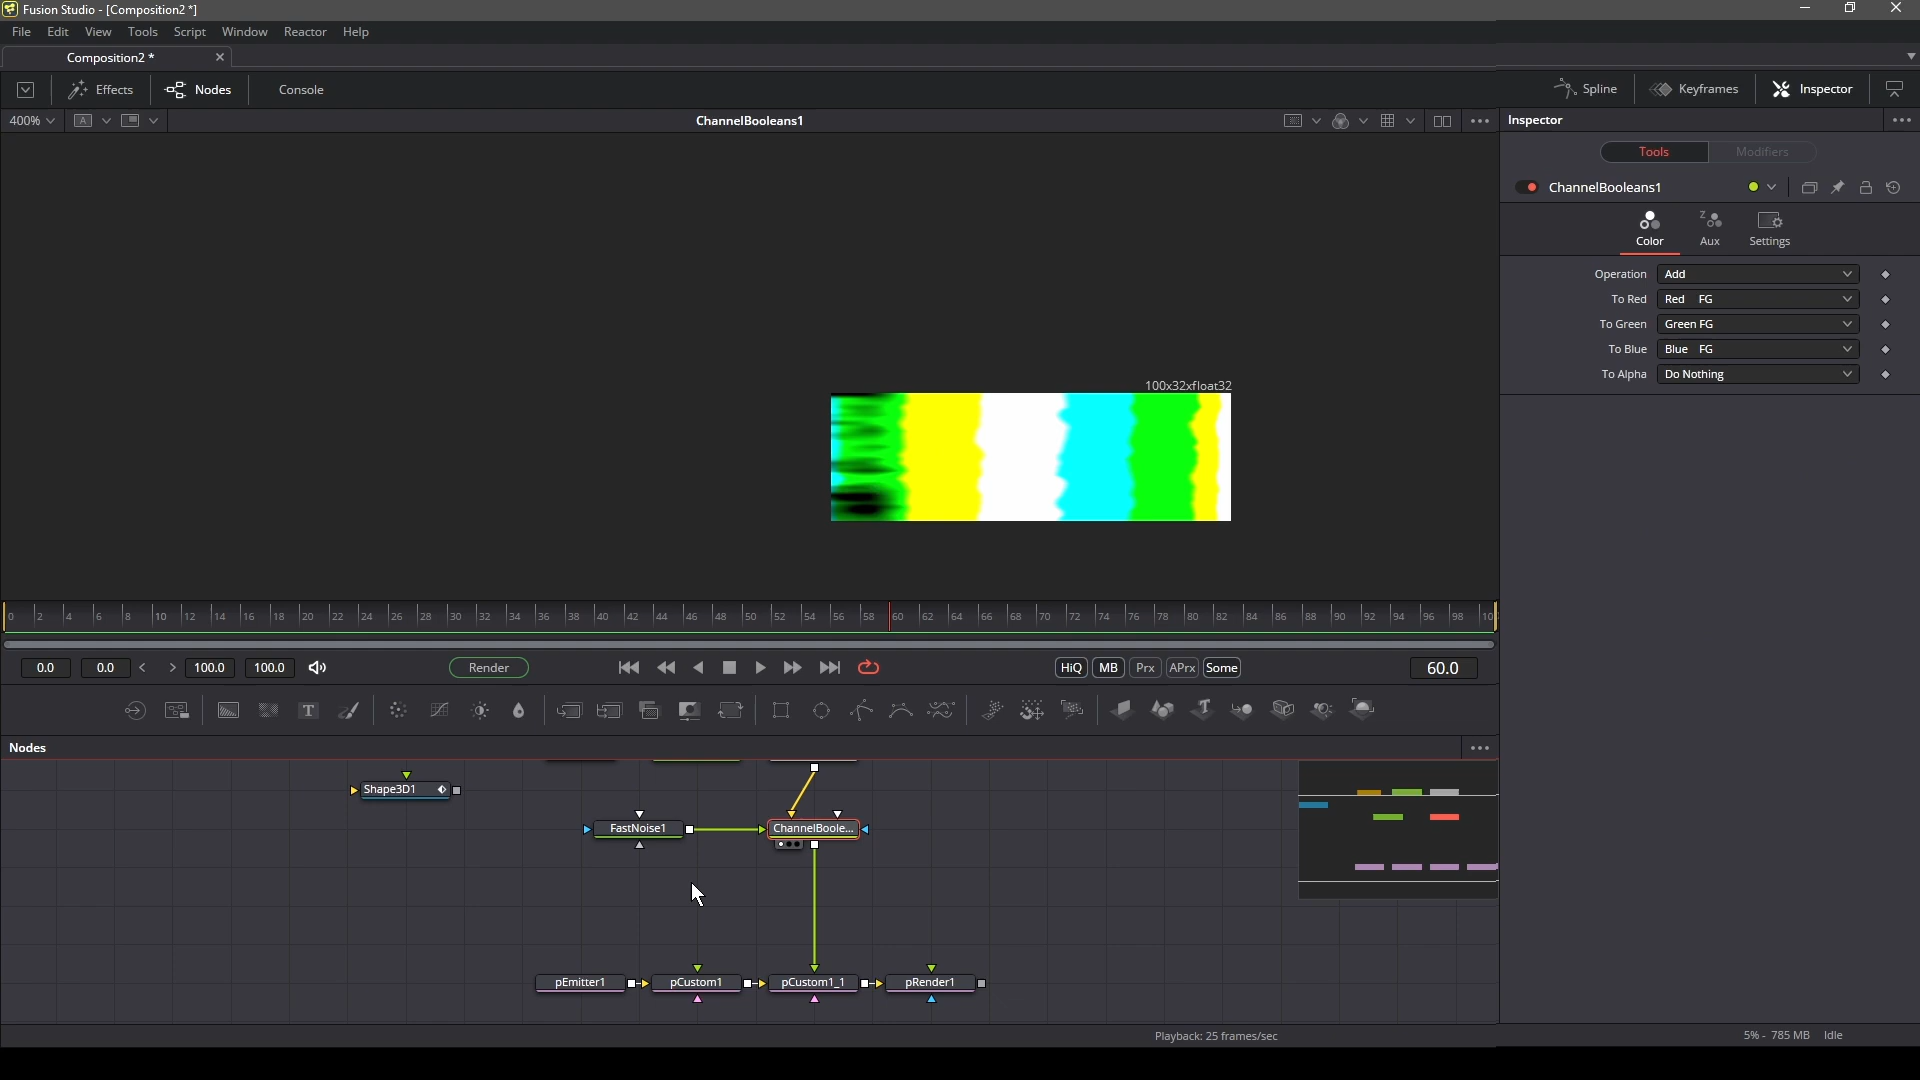 Fusion Studio - [Composition2 *]
File Edit View Tools Script Window Reactor Help
Composition2 *
Effects Nodes Console Spline Keyframes Inspector
400% A ChannelBooleans1
Inspector
Tools Modifiers
ChannelBooleans1
Color Aux Settings
Operation Add
To Red Red FG
To Green Green FG
To Blue Blue FG
To Alpha Do Nothing
100x32xfloat32
0 2 4 6 8 10 12 14 16 18 20 22 24 26 28 30 32 34 36 38 40 42 44 46 48 50 52 54 56 58 60 62 64 66 68 70 72 74 76 78 80 82 84 86 88 90 92 94 96 98
0.0 0.0 < > 100.0 100.0 Render HiQ MB Prx APrx Some 60.0
Nodes
Shape3D1
FastNoise1 ChannelBoole...
pEmitter1 pCustom1 pCustom1_1 pRender1
Playback: 25 frames/sec 5% - 785 MB Idle